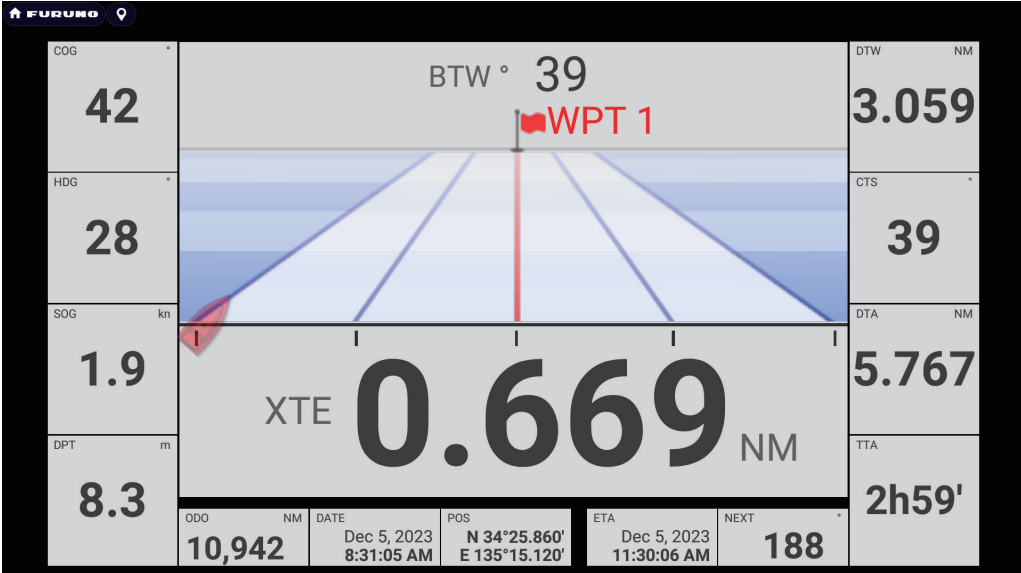 FURUNO
COG °
42
HDG °
28
SOG kn
1.9
DPT m
8.3
BTW ° 39
WPT 1
XTE 0.669 NM
DTW NM
3.059
CTS °
39
DTA NM
5.767
TTA
2h59'
ODO NM
10,942
DATE
Dec 5, 2023
8:31:05 AM
POS
N 34°25.860'
E 135°15.120'
ETA
Dec 5, 2023
11:30:06 AM
NEXT °
188